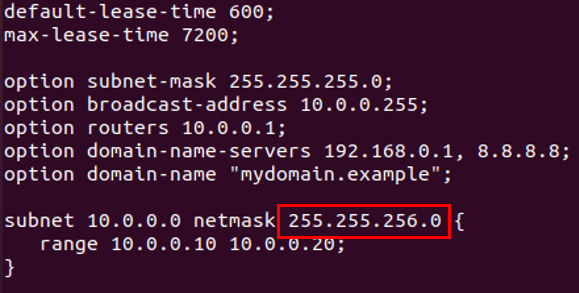 default-lease-time 600;
max-lease-time 7200;
option subnet-mask 255.255.255.0;
option broadcast-address 10.0.0.255;
option routers 10.0.0.1;
option domain-name-servers 192.168.0.1, 8.8.8.8;
option domain-name "mydomain.example";
subnet 10.0.0.0 netmask 255.255.256.0 {
   range 10.0.0.10 10.0.0.20;
}